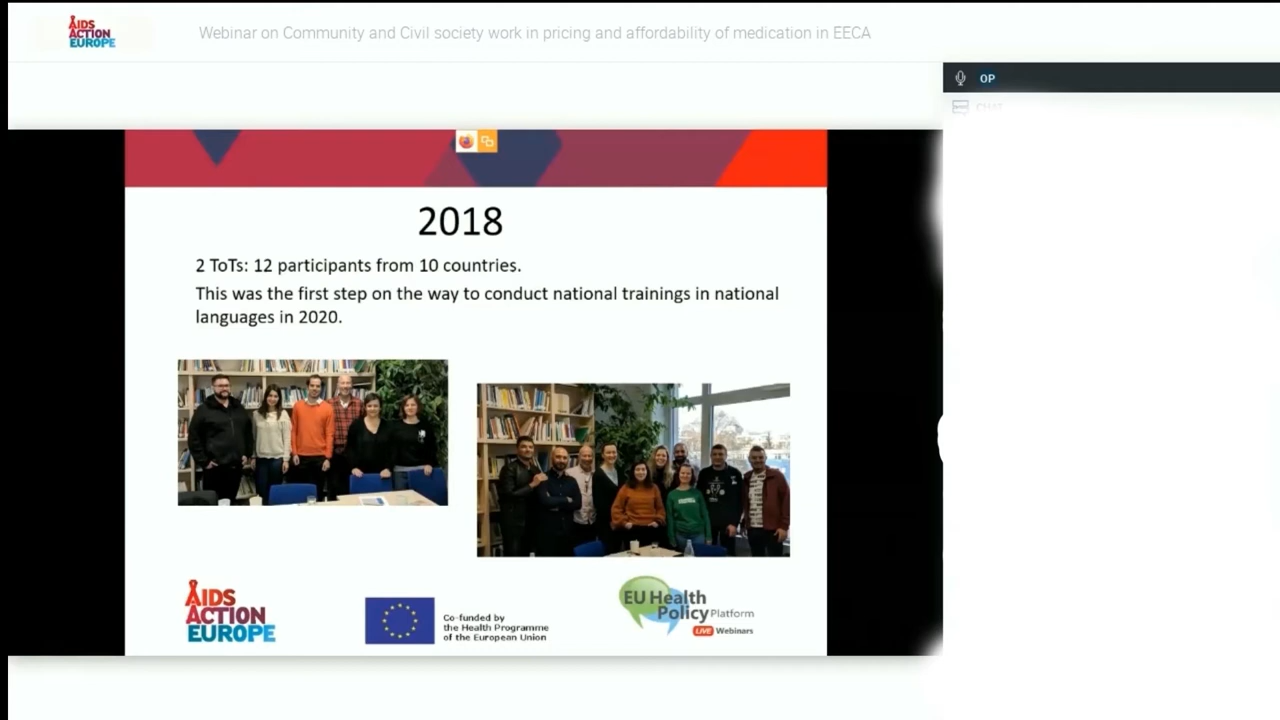 AIDS
ACTION
EUROPE
Webinar on Community and Civil society work in pricing and affordability of medication in EECA
OP
CHAT
2018
2 ToTs: 12 participants from 10 countries.
This was the first step on the way to conduct national trainings in national
languages in 2020.
AIDS
ACTION
EUROPE
Co-funded by
the Health Programme
of the European Union
EU Health
Policy Platform
LIVE Webinars